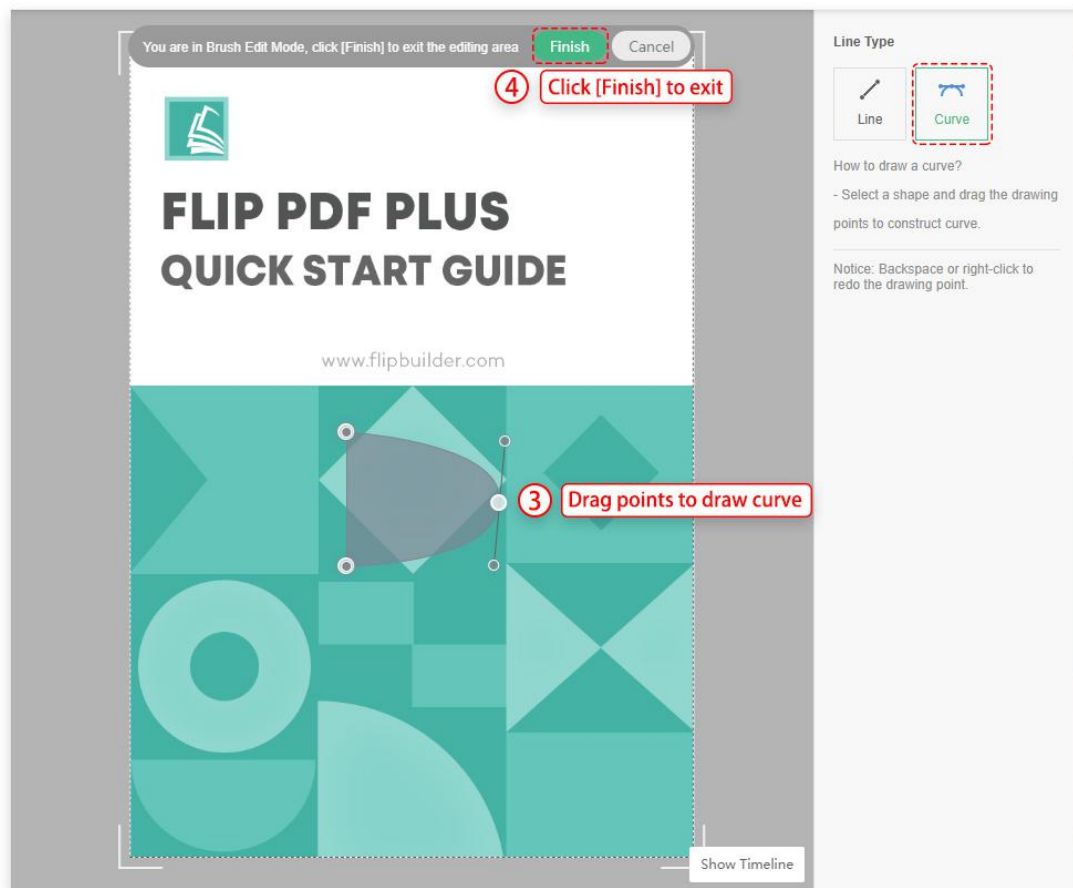 You are in Brush Edit Mode, click [Finish] to exit the editing area
Finish
Cancel
④ Click [Finish] to exit
FLIP PDF PLUS
QUICK START GUIDE
www.flipbuilder.com
③ Drag points to draw curve
Show Timeline
Line Type
Line
Curve
How to draw a curve?
- Select a shape and drag the drawing
points to construct curve.
Notice: Backspace or right-click to
redo the drawing point.